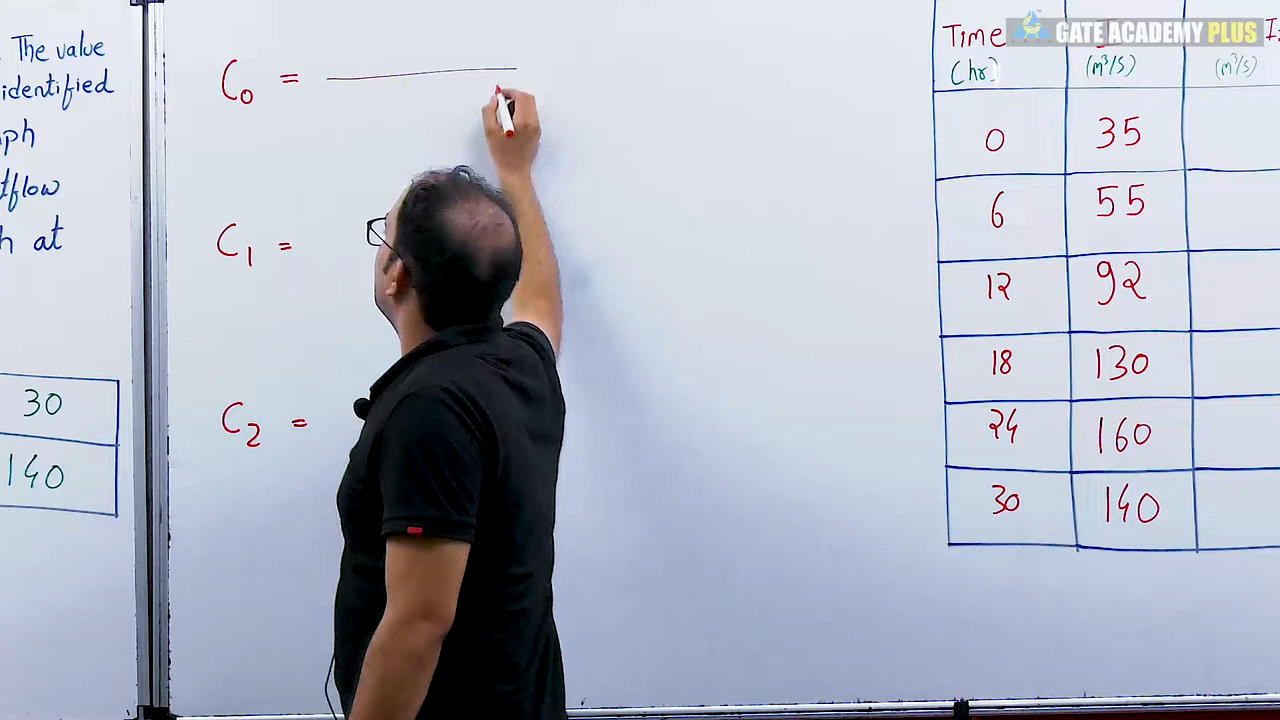 . The value
identified
ph
tflow
h at
30
140
C₀ =
C₁ =
C₂ =
GATE ACADEMY PLUS
Time
(hr)
I
(m³/s)
I
(m³/s)
0
35
6
55
12
92
18
130
24
160
30
140